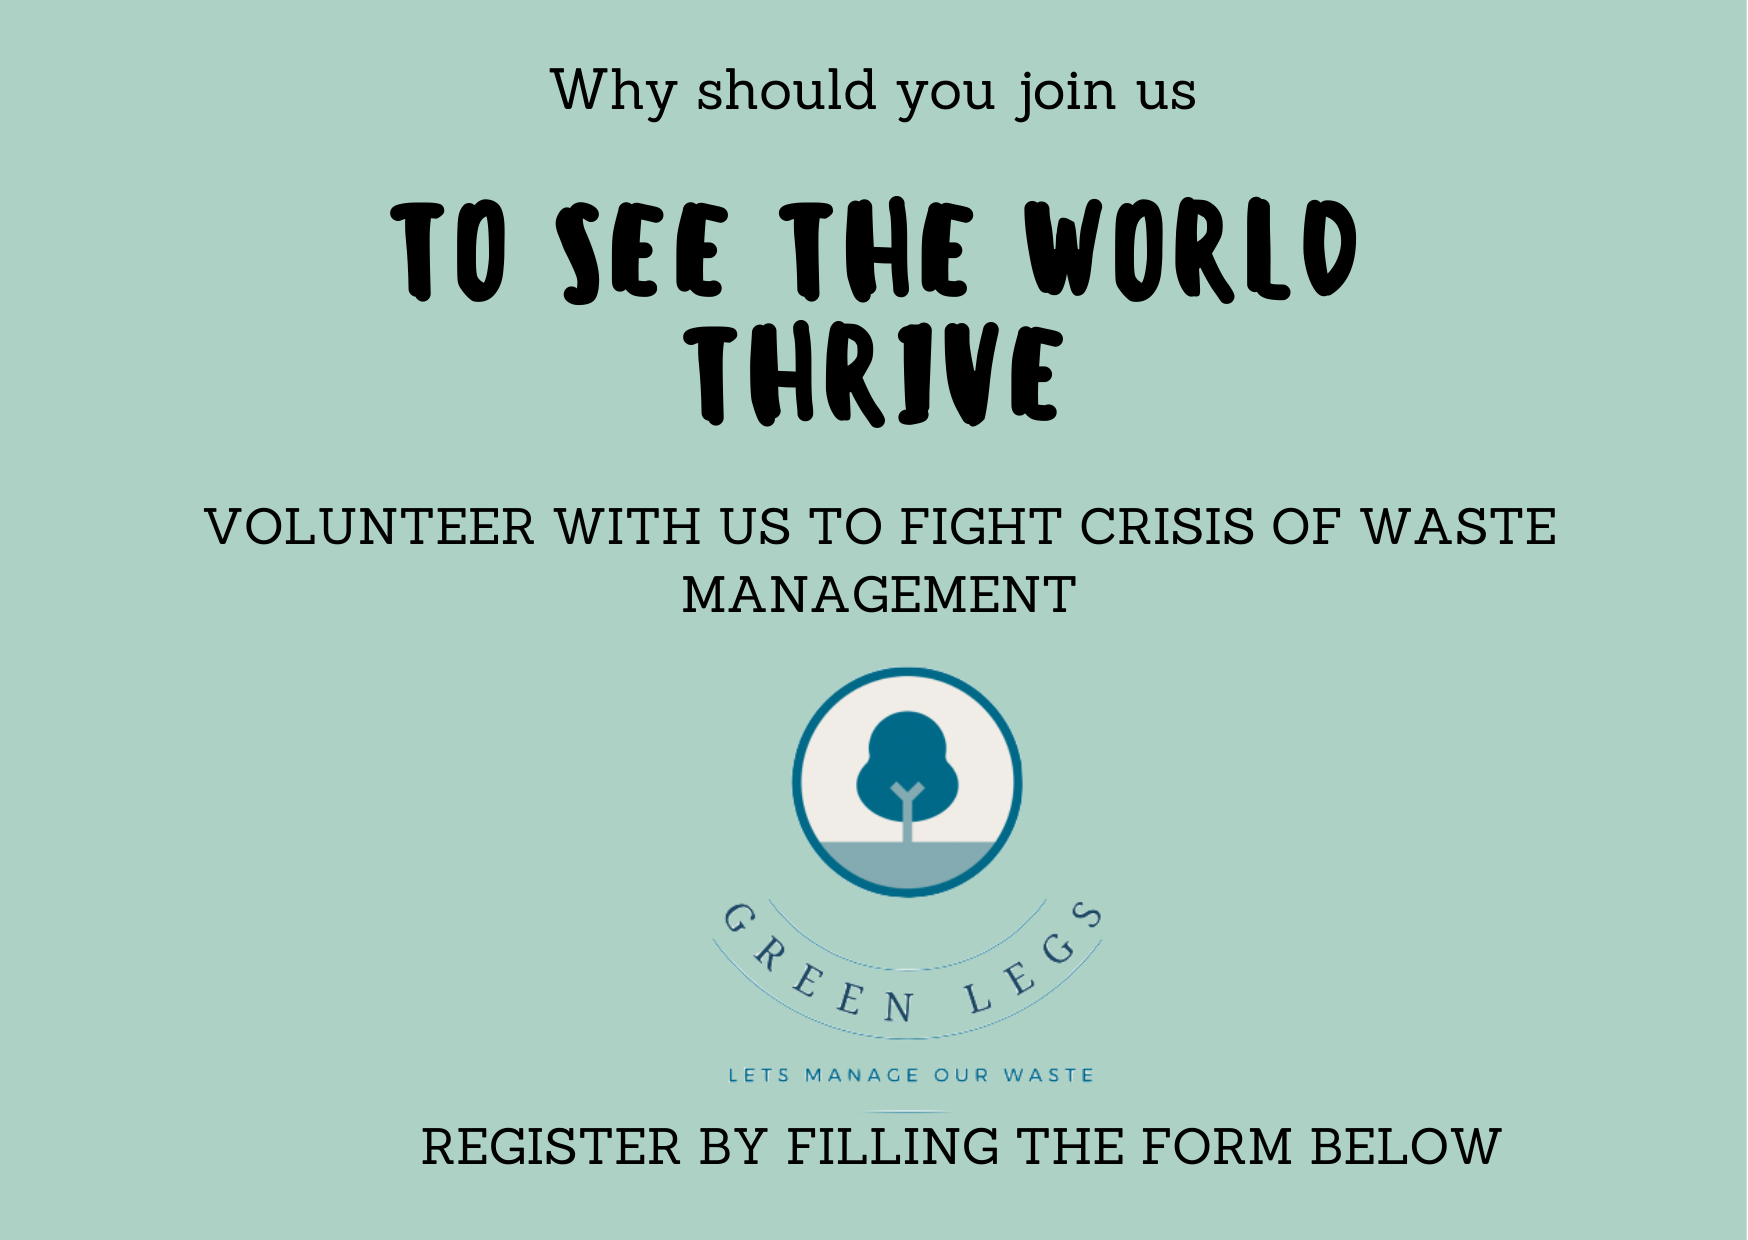 Why should you join us
TO SEE THE WORLD
THRIVE
VOLUNTEER WITH US TO FIGHT CRISIS OF WASTE
MANAGEMENT
GREEN LEGS
LETS MANAGE OUR WASTE
REGISTER BY FILLING THE FORM BELOW